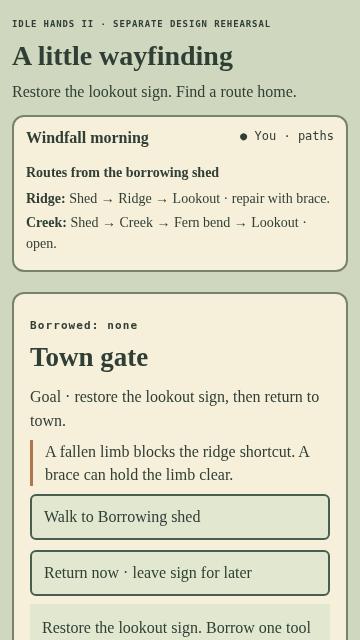 IDLE HANDS II · SEPARATE DESIGN REHEARSAL
A little wayfinding
Restore the lookout sign. Find a route home.
Windfall morning
● You · paths
Routes from the borrowing shed
Ridge: Shed → Ridge → Lookout · repair with brace.
Creek: Shed → Creek → Fern bend → Lookout ·
open.
Borrowed: none
Town gate
Goal · restore the lookout sign, then return to
town.
A fallen limb blocks the ridge shortcut. A
brace can hold the limb clear.
Walk to Borrowing shed
Return now · leave sign for later
Restore the lookout sign. Borrow one tool